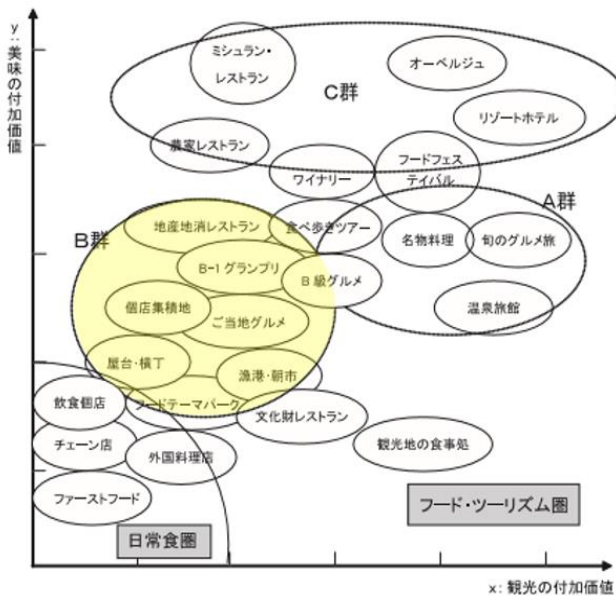 y:美味の付加価値
ミシュラン・
レストラン
オーベルジュ
C群
リゾートホテル
農家レストラン
フードフェス
ティバル
ワイナリー
A群
地産地消レストラン
食べ歩きツアー
B群
名物料理
旬のグルメ旅
B-1グランプリ
B級グルメ
個店集積地
ご当地グルメ
温泉旅館
屋台・横丁
漁港・朝市
飲食個店
フードテーマパーク
文化財レストラン
チェーン店
外国料理店
観光地の食事処
ファーストフード
フード・ツーリズム圏
日常食圏
x:観光の付加価値